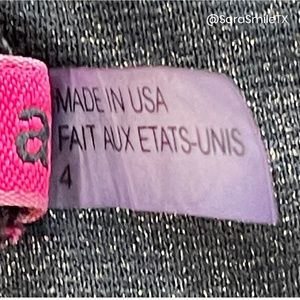 @SaraSmileTX
a
MADE IN USA
FAIT AUX ETATS-UNIS
4